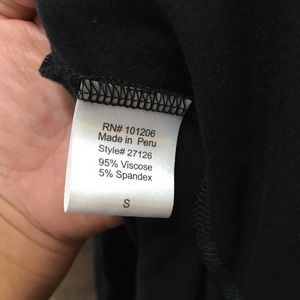 RN# 101206
Made in Peru
Style# 27126
95% Viscose
5% Spandex
S